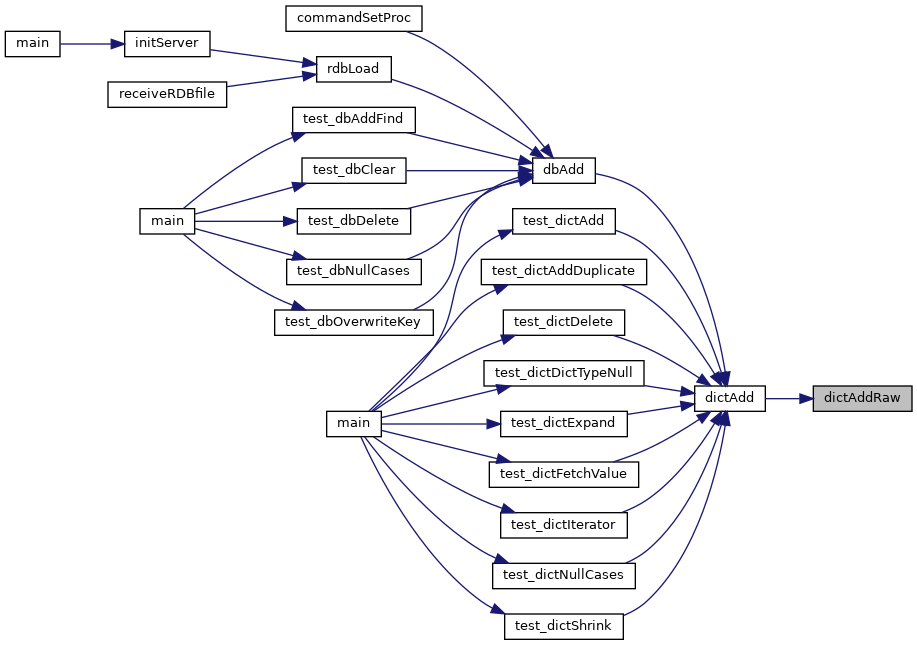 commandSetProc
main
initServer
rdbLoad
receiveRDBfile
test_dbAddFind
test_dbClear
dbAdd
main
test_dbDelete
test_dictAdd
test_dbNullCases
test_dictAddDuplicate
test_dbOverwriteKey
test_dictDelete
test_dictDictTypeNull
dictAdd
dictAddRaw
main
test_dictExpand
test_dictFetchValue
test_dictIterator
test_dictNullCases
test_dictShrink